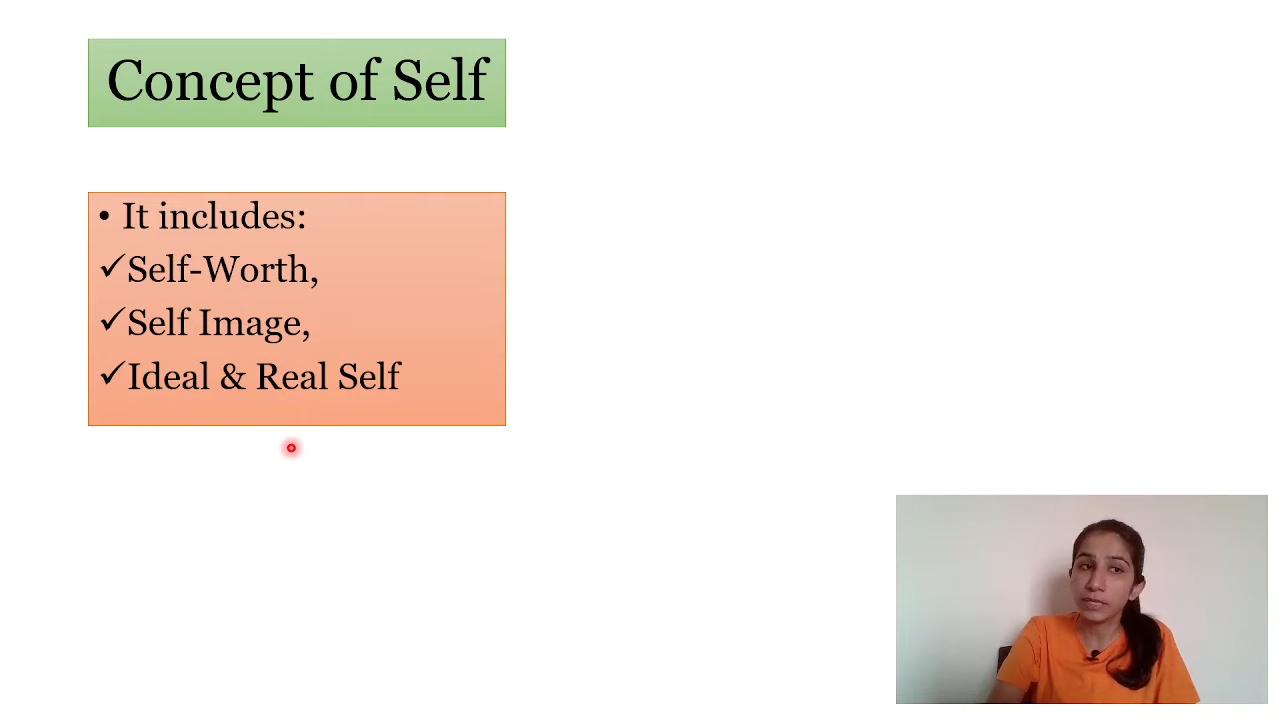 Concept of Self
• It includes:
✓Self-Worth,
✓Self Image,
✓Ideal & Real Self